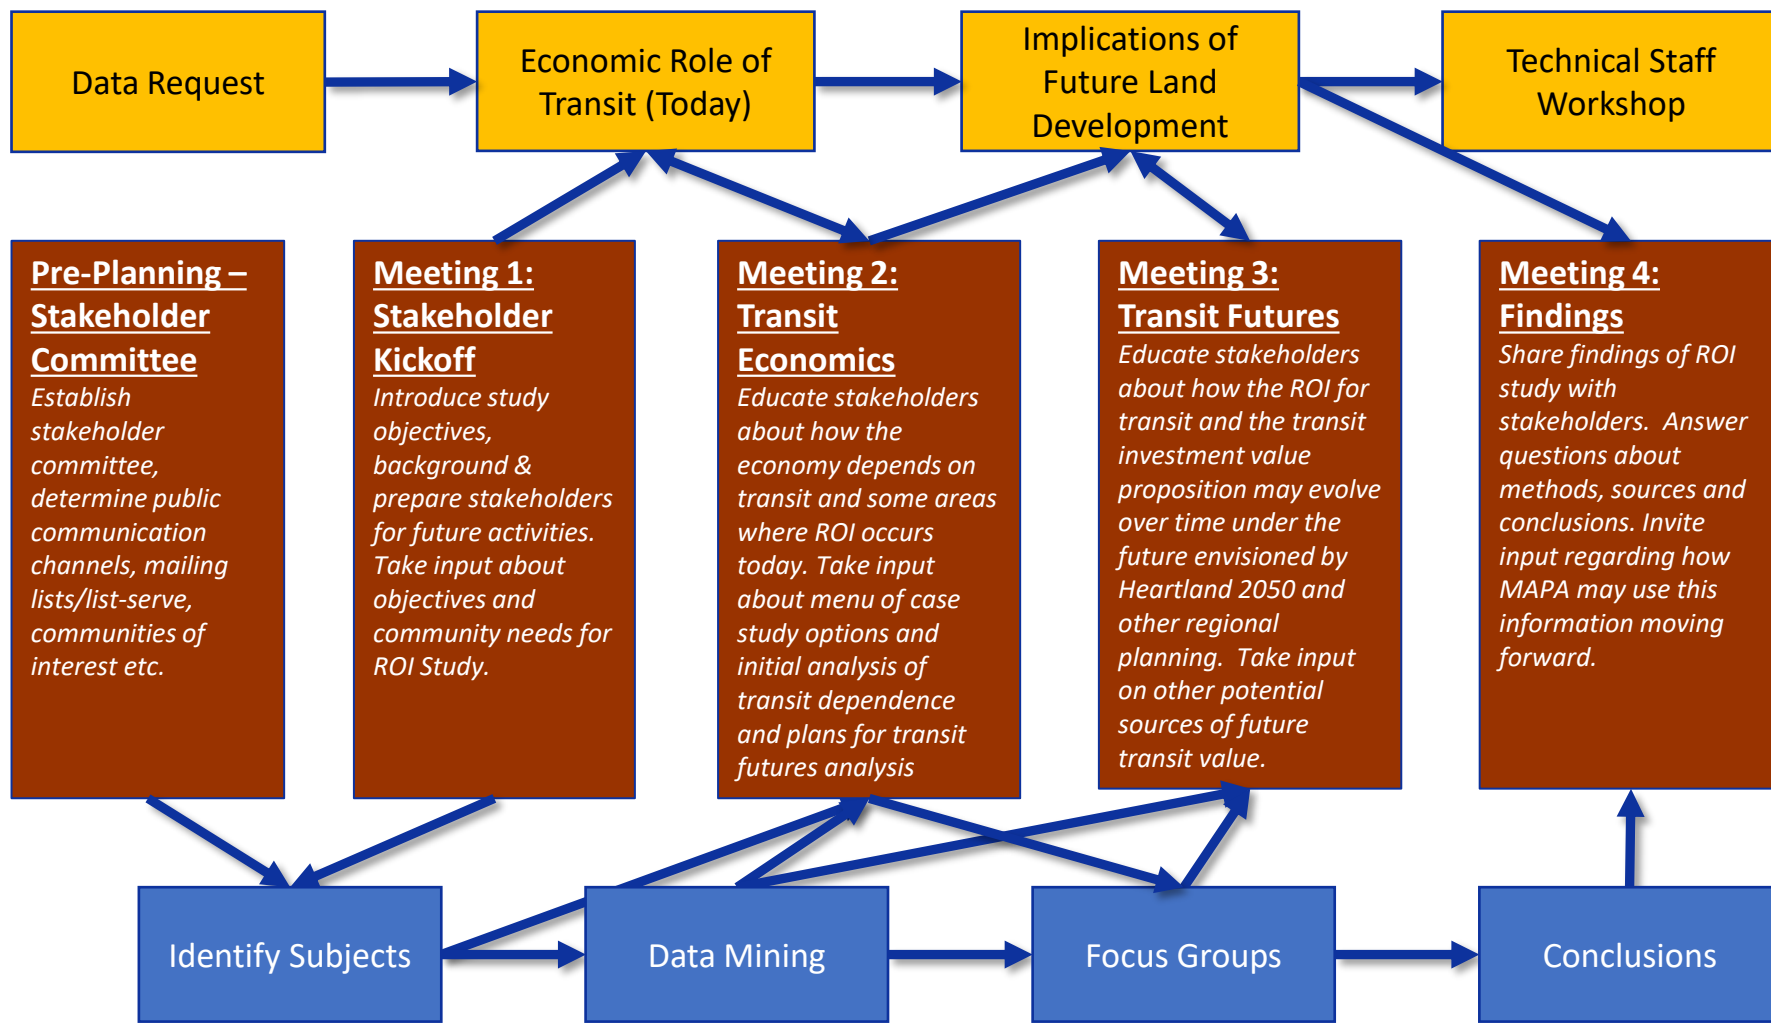 Data Request
Economic Role of
Transit (Today)
Implications of
Future Land
Development
Technical Staff
Workshop
Pre-Planning –
Stakeholder
Committee
Establish
stakeholder
committee,
determine public
communication
channels, mailing
lists/list-serve,
communities of
interest etc.
Meeting 1:
Stakeholder
Kickoff
Introduce study
objectives,
background &
prepare stakeholders
for future activities.
Take input about
objectives and
community needs for
ROI Study.
Meeting 2:
Transit
Economics
Educate stakeholders
about how the
economy depends on
transit and some areas
where ROI occurs
today. Take input
about menu of case
study options and
initial analysis of
transit dependence
and plans for transit
futures analysis
Meeting 3:
Transit Futures
Educate stakeholders
about how the ROI for
transit and the transit
investment value
proposition may evolve
over time under the
future envisioned by
Heartland 2050 and
other regional
planning.  Take input
on other potential
sources of future
transit value.
Meeting 4:
Findings
Share findings of ROI
study with
stakeholders.  Answer
questions about
methods, sources and
conclusions. Invite
input regarding how
MAPA may use this
information moving
forward.
Identify Subjects
Data Mining
Focus Groups
Conclusions